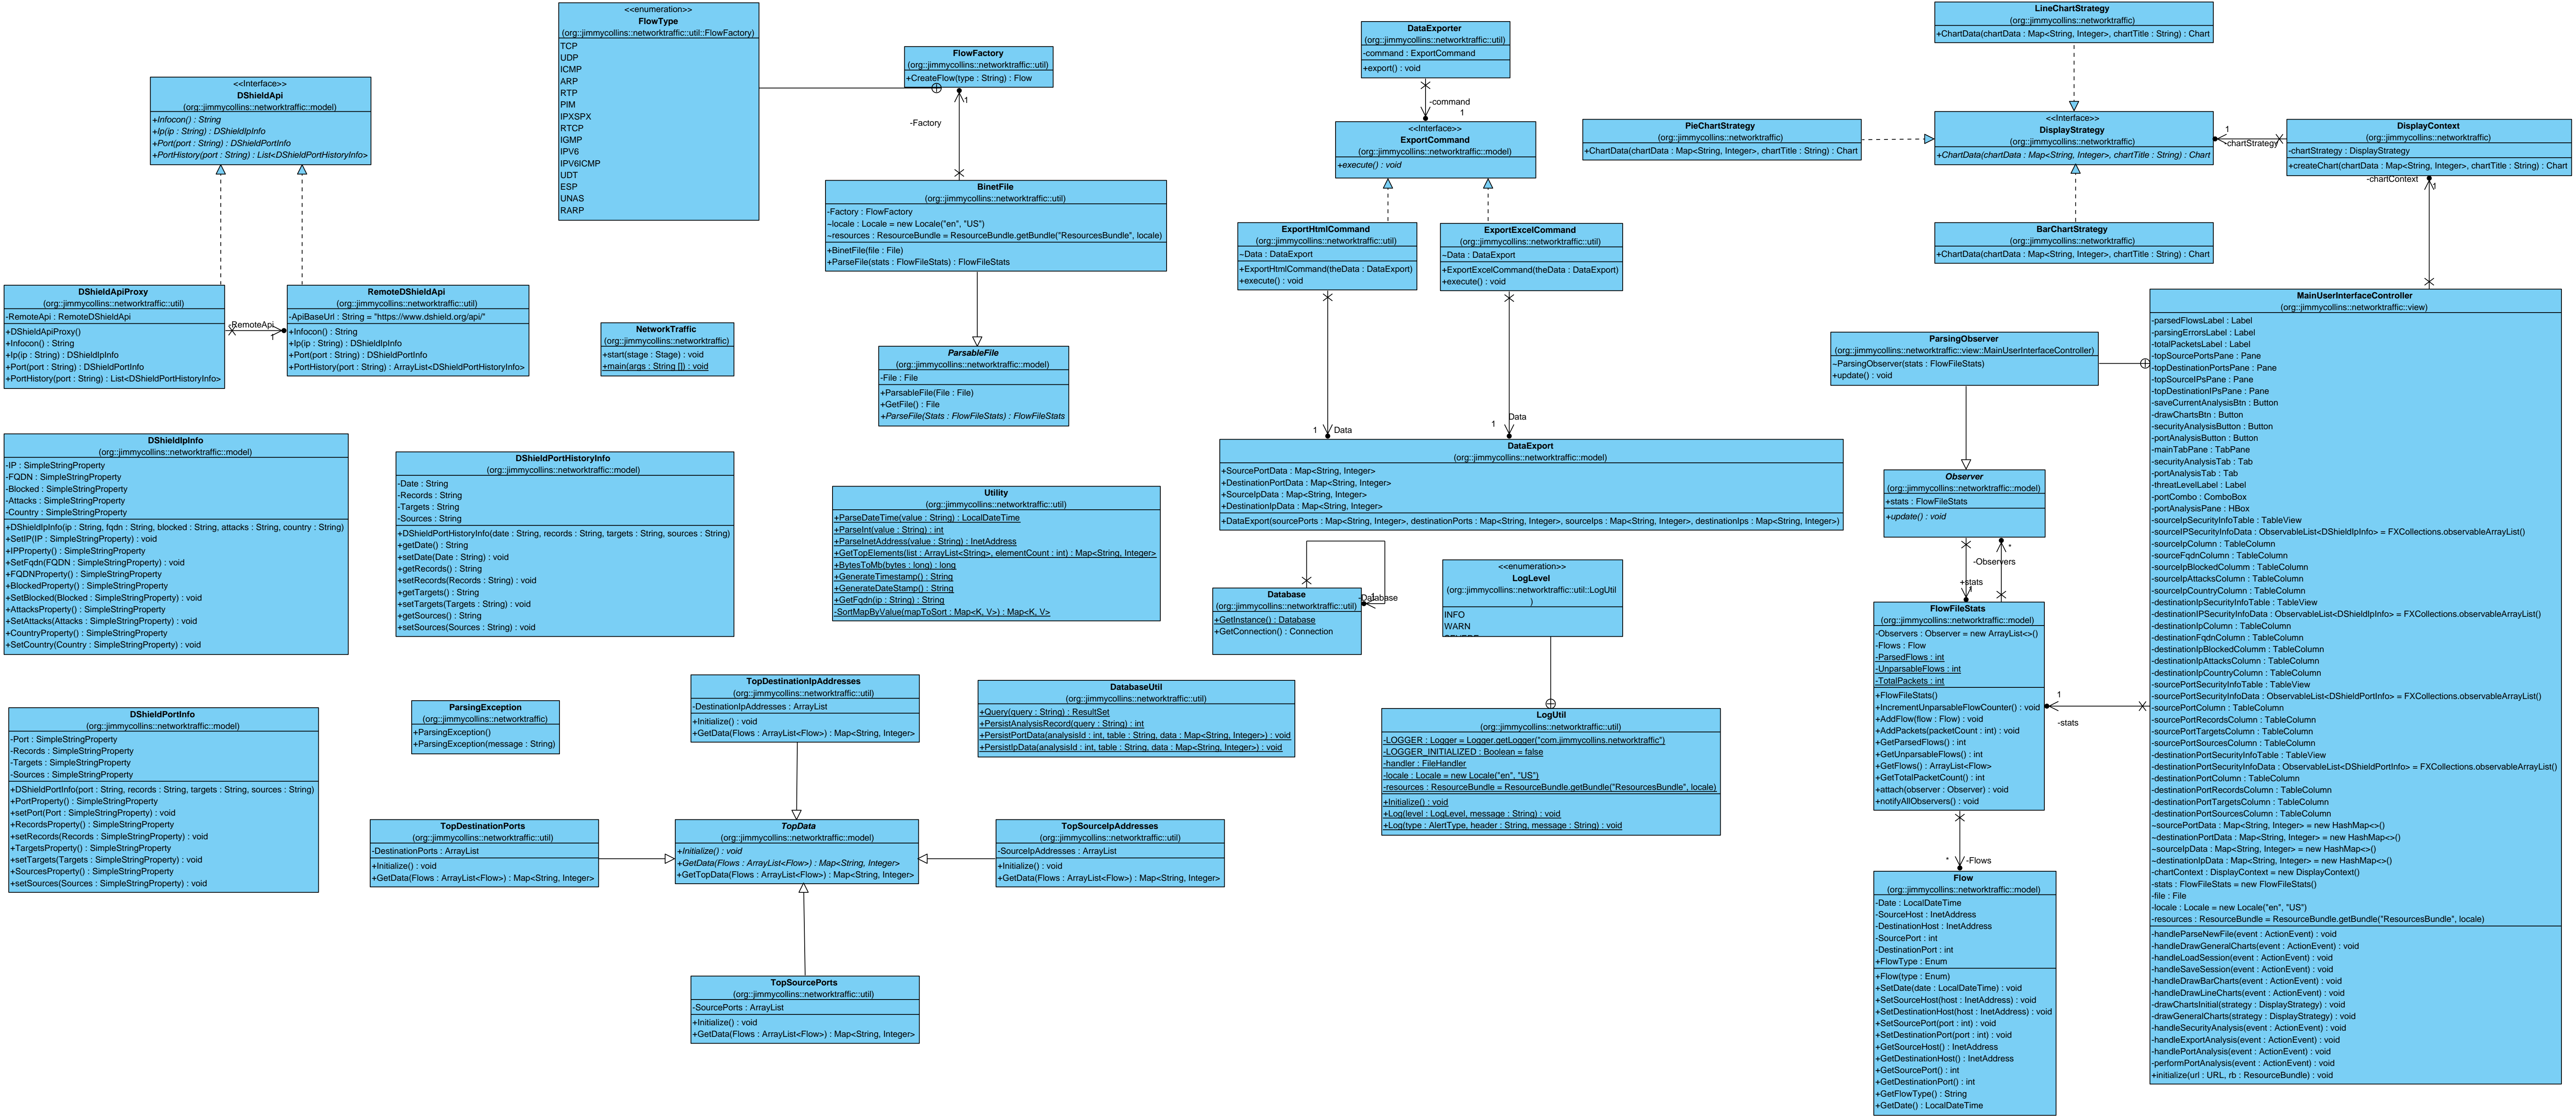 <<enumeration>>
FlowType
(org::jimmycollins::networktraffic::util::FlowFactory)
TCP
UDP
ICMP
ARP
RTP
PIM
IPXSPX
RTCP
IGMP
IPV6
IPV6ICMP
UDT
ESP
UNAS
RARP
FlowFactory
(org::jimmycollins::networktraffic::util)
+CreateFlow(type : String) : Flow
1
-Factory
BinetFile
(org::jimmycollins::networktraffic::util)
-Factory : FlowFactory
~locale : Locale = new Locale("en", "US")
~resources : ResourceBundle = ResourceBundle.getBundle("ResourcesBundle", locale)
+BinetFile(file : File)
+ParseFile(stats : FlowFileStats) : FlowFileStats
ParsableFile
(org::jimmycollins::networktraffic::model)
-File : File
+ParsableFile(File : File)
+GetFile() : File
+ParseFile(Stats : FlowFileStats) : FlowFileStats
<<Interface>>
DShieldApi
(org::jimmycollins::networktraffic::model)
+Infocon() : String
+Ip(ip : String) : DShieldIpInfo
+Port(port : String) : DShieldPortInfo
+PortHistory(port : String) : List<DShieldPortHistoryInfo>
DShieldApiProxy
(org::jimmycollins::networktraffic::util)
-RemoteApi : RemoteDShieldApi
+DShieldApiProxy()
+Infocon() : String
+Ip(ip : String) : DShieldIpInfo
+Port(port : String) : DShieldPortInfo
+PortHistory(port : String) : List<DShieldPortHistoryInfo>
-RemoteApi
1
RemoteDShieldApi
(org::jimmycollins::networktraffic::util)
-ApiBaseUrl : String = "https://www.dshield.org/api/"
+Infocon() : String
+Ip(ip : String) : DShieldIpInfo
+Port(port : String) : DShieldPortInfo
+PortHistory(port : String) : ArrayList<DShieldPortHistoryInfo>
NetworkTraffic
(org::jimmycollins::networktraffic)
+start(stage : Stage) : void
+main(args : String []) : void
DShieldIpInfo
(org::jimmycollins::networktraffic::model)
-IP : SimpleStringProperty
-FQDN : SimpleStringProperty
-Blocked : SimpleStringProperty
-Attacks : SimpleStringProperty
-Country : SimpleStringProperty
+DShieldIpInfo(ip : String, fqdn : String, blocked : String, attacks : String, country : String)
+SetIP(IP : SimpleStringProperty) : void
+IPProperty() : SimpleStringProperty
+SetFqdn(FQDN : SimpleStringProperty) : void
+FQDNProperty() : SimpleStringProperty
+BlockedProperty() : SimpleStringProperty
+SetBlocked(Blocked : SimpleStringProperty) : void
+AttacksProperty() : SimpleStringProperty
+SetAttacks(Attacks : SimpleStringProperty) : void
+CountryProperty() : SimpleStringProperty
+SetCountry(Country : SimpleStringProperty) : void
DShieldPortHistoryInfo
(org::jimmycollins::networktraffic::model)
-Date : String
-Records : String
-Targets : String
-Sources : String
+DShieldPortHistoryInfo(date : String, records : String, targets : String, sources : String)
+getDate() : String
+setDate(Date : String) : void
+getRecords() : String
+setRecords(Records : String) : void
+getTargets() : String
+setTargets(Targets : String) : void
+getSources() : String
+setSources(Sources : String) : void
Utility
(org::jimmycollins::networktraffic::util)
+ParseDateTime(value : String) : LocalDateTime
+ParseInt(value : String) : int
+ParseInetAddress(value : String) : InetAddress
+GetTopElements(list : ArrayList<String>, elementCount : int) : Map<String, Integer>
+BytesToMb(bytes : long) : long
+GenerateTimestamp() : String
+GenerateDateStamp() : String
+GetFqdn(ip : String) : String
-SortMapByValue(mapToSort : Map<K, V>) : Map<K, V>
DShieldPortInfo
(org::jimmycollins::networktraffic::model)
-Port : SimpleStringProperty
-Records : SimpleStringProperty
-Targets : SimpleStringProperty
-Sources : SimpleStringProperty
+DShieldPortInfo(port : String, records : String, targets : String, sources : String)
+PortProperty() : SimpleStringProperty
+setPort(Port : SimpleStringProperty) : void
+RecordsProperty() : SimpleStringProperty
+setRecords(Records : SimpleStringProperty) : void
+TargetsProperty() : SimpleStringProperty
+setTargets(Targets : SimpleStringProperty) : void
+SourcesProperty() : SimpleStringProperty
+setSources(Sources : SimpleStringProperty) : void
ParsingException
(org::jimmycollins::networktraffic)
+ParsingException()
+ParsingException(message : String)
TopDestinationIpAddresses
(org::jimmycollins::networktraffic::util)
-DestinationIpAddresses : ArrayList
+Initialize() : void
+GetData(Flows : ArrayList<Flow>) : Map<String, Integer>
DatabaseUtil
(org::jimmycollins::networktraffic::util)
+Query(query : String) : ResultSet
+PersistAnalysisRecord(query : String) : int
+PersistPortData(analysisId : int, table : String, data : Map<String, Integer>) : void
+PersistIpData(analysisId : int, table : String, data : Map<String, Integer>) : void
TopDestinationPorts
(org::jimmycollins::networktraffic::util)
-DestinationPorts : ArrayList
+Initialize() : void
+GetData(Flows : ArrayList<Flow>) : Map<String, Integer>
TopData
(org::jimmycollins::networktraffic::model)
+Initialize() : void
+GetData(Flows : ArrayList<Flow>) : Map<String, Integer>
+GetTopData(Flows : ArrayList<Flow>) : Map<String, Integer>
TopSourceIpAddresses
(org::jimmycollins::networktraffic::util)
-SourceIpAddresses : ArrayList
+Initialize() : void
+GetData(Flows : ArrayList<Flow>) : Map<String, Integer>
TopSourcePorts
(org::jimmycollins::networktraffic::util)
-SourcePorts : ArrayList
+Initialize() : void
+GetData(Flows : ArrayList<Flow>) : Map<String, Integer>
DataExporter
(org::jimmycollins::networktraffic::util)
-command : ExportCommand
+export() : void
-command
1
<<Interface>>
ExportCommand
(org::jimmycollins::networktraffic::model)
+execute() : void
ExportHtmlCommand
(org::jimmycollins::networktraffic::util)
~Data : DataExport
+ExportHtmlCommand(theData : DataExport)
+execute() : void
ExportExcelCommand
(org::jimmycollins::networktraffic::util)
~Data : DataExport
+ExportExcelCommand(theData : DataExport)
+execute() : void
1
Data
1
Data
DataExport
(org::jimmycollins::networktraffic::model)
+SourcePortData : Map<String, Integer>
+DestinationPortData : Map<String, Integer>
+SourceIpData : Map<String, Integer>
+DestinationIpData : Map<String, Integer>
+DataExport(sourcePorts : Map<String, Integer>, destinationPorts : Map<String, Integer>, sourceIps : Map<String, Integer>, destinationIps : Map<String, Integer>)
Database
(org::jimmycollins::networktraffic::util)
+GetInstance() : Database
+GetConnection() : Connection
-Database
1
<<enumeration>>
LogLevel
(org::jimmycollins::networktraffic::util::LogUtil
)
INFO
WARN
LogUtil
(org::jimmycollins::networktraffic::util)
-LOGGER : Logger = Logger.getLogger("com.jimmycollins.networktraffic")
-LOGGER_INITIALIZED : Boolean = false
-handler : FileHandler
-locale : Locale = new Locale("en", "US")
-resources : ResourceBundle = ResourceBundle.getBundle("ResourcesBundle", locale)
+Initialize() : void
+Log(level : LogLevel, message : String) : void
+Log(type : AlertType, header : String, message : String) : void
LineChartStrategy
(org::jimmycollins::networktraffic)
+ChartData(chartData : Map<String, Integer>, chartTitle : String) : Chart
PieChartStrategy
(org::jimmycollins::networktraffic)
+ChartData(chartData : Map<String, Integer>, chartTitle : String) : Chart
<<Interface>>
DisplayStrategy
(org::jimmycollins::networktraffic)
+ChartData(chartData : Map<String, Integer>, chartTitle : String) : Chart
1
-chartStrategy
DisplayContext
(org::jimmycollins::networktraffic)
-chartStrategy : DisplayStrategy
+createChart(chartData : Map<String, Integer>, chartTitle : String) : Chart
-chartContext
1
BarChartStrategy
(org::jimmycollins::networktraffic)
+ChartData(chartData : Map<String, Integer>, chartTitle : String) : Chart
ParsingObserver
(org::jimmycollins::networktraffic::view::MainUserInterfaceController)
~ParsingObserver(stats : FlowFileStats)
+update() : void
Observer
(org::jimmycollins::networktraffic::model)
+stats : FlowFileStats
+update() : void
*
-Observers
+stats
1
FlowFileStats
(org::jimmycollins::networktraffic::model)
-Observers : Observer = new ArrayList<>()
-Flows : Flow
-ParsedFlows : int
-UnparsableFlows : int
-TotalPackets : int
+FlowFileStats()
+IncrementUnparsableFlowCounter() : void
+AddFlow(flow : Flow) : void
+AddPackets(packetCount : int) : void
+GetParsedFlows() : int
+GetUnparsableFlows() : int
+GetFlows() : ArrayList<Flow>
+GetTotalPacketCount() : int
+attach(observer : Observer) : void
+notifyAllObservers() : void
1
-stats
*
-Flows
Flow
(org::jimmycollins::networktraffic::model)
-Date : LocalDateTime
-SourceHost : InetAddress
-DestinationHost : InetAddress
-SourcePort : int
-DestinationPort : int
+FlowType : Enum
+Flow(type : Enum)
+SetDate(date : LocalDateTime) : void
+SetSourceHost(host : InetAddress) : void
+SetDestinationHost(host : InetAddress) : void
+SetSourcePort(port : int) : void
+SetDestinationPort(port : int) : void
+GetSourceHost() : InetAddress
+GetDestinationHost() : InetAddress
+GetSourcePort() : int
+GetDestinationPort() : int
+GetFlowType() : String
+GetDate() : LocalDateTime
MainUserInterfaceController
(org::jimmycollins::networktraffic::view)
-parsedFlowsLabel : Label
-parsingErrorsLabel : Label
-totalPacketsLabel : Label
-topSourcePortsPane : Pane
-topDestinationPortsPane : Pane
-topSourceIPsPane : Pane
-topDestinationIPsPane : Pane
-saveCurrentAnalysisBtn : Button
-drawChartsBtn : Button
-securityAnalysisButton : Button
-portAnalysisButton : Button
-mainTabPane : TabPane
-securityAnalysisTab : Tab
-portAnalysisTab : Tab
-threatLevelLabel : Label
-portCombo : ComboBox
-portAnalysisPane : HBox
-sourceIpSecurityInfoTable : TableView
-sourceIPSecurityInfoData : ObservableList<DShieldIpInfo> = FXCollections.observableArrayList()
-sourceIpColumn : TableColumn
-sourceFqdnColumn : TableColumn
-sourceIpBlockedColumn : TableColumn
-sourceIpAttacksColumn : TableColumn
-sourceIpCountryColumn : TableColumn
-destinationIPSecurityInfoTable : TableView
-destinationIPSecurityInfoData : ObservableList<DShieldIpInfo> = FXCollections.observableArrayList()
-destinationIpColumn : TableColumn
-destinationFqdnColumn : TableColumn
-destinationIpBlockedColumm : TableColumn
-destinationIpAttacksColumn : TableColumn
-destinationIpCountryColumn : TableColumn
-sourcePortSecurityInfoTable : TableView
-sourcePortSecurityInfoData : ObservableList<DShieldPortInfo> = FXCollections.observableArrayList()
-sourcePortColumn : TableColumn
-sourcePortRecordsColumn : TableColumn
-sourcePortTargetsColumn : TableColumn
-sourcePortSourcesColumn : TableColumn
-destinationPortSecurityInfoTable : TableView
-destinationPortSecurityInfoData : ObservableList<DShieldPortInfo> = FXCollections.observableArrayList()
-destinationPortColumn : TableColumn
-destinationPortRecordsColumn : TableColumn
-destinationPortTargetsColumn : TableColumn
-destinationPortSourcesColumn : TableColumn
~sourcePortData : Map<String, Integer> = new HashMap<>()
~destinationPortData : Map<String, Integer> = new HashMap<>()
~sourceIpData : Map<String, Integer> = new HashMap<>()
~destinationIpData : Map<String, Integer> = new HashMap<>()
-chartContext : DisplayContext = new DisplayContext()
-stats : FlowFileStats = new FlowFileStats()
-file : File
-locale : Locale = new Locale("en", "US")
-resources : ResourceBundle = ResourceBundle.getBundle("ResourcesBundle", locale)
-handleParseNewFile(event : ActionEvent) : void
-handleDrawGeneralCharts(event : ActionEvent) : void
-handleLoadSession(event : ActionEvent) : void
-handleSaveSession(event : ActionEvent) : void
-handleDrawBarCharts(event : ActionEvent) : void
-handleDrawLineCharts(event : ActionEvent) : void
-drawChartsInitial(strategy : DisplayStrategy) : void
-drawGeneralCharts(strategy : DisplayStrategy) : void
-handleSecurityAnalysis(event : ActionEvent) : void
-handleExportAnalysis(event : ActionEvent) : void
-handlePortAnalysis(event : ActionEvent) : void
-performPortAnalysis(event : ActionEvent) : void
+initialize(url : URL, rb : ResourceBundle) : void